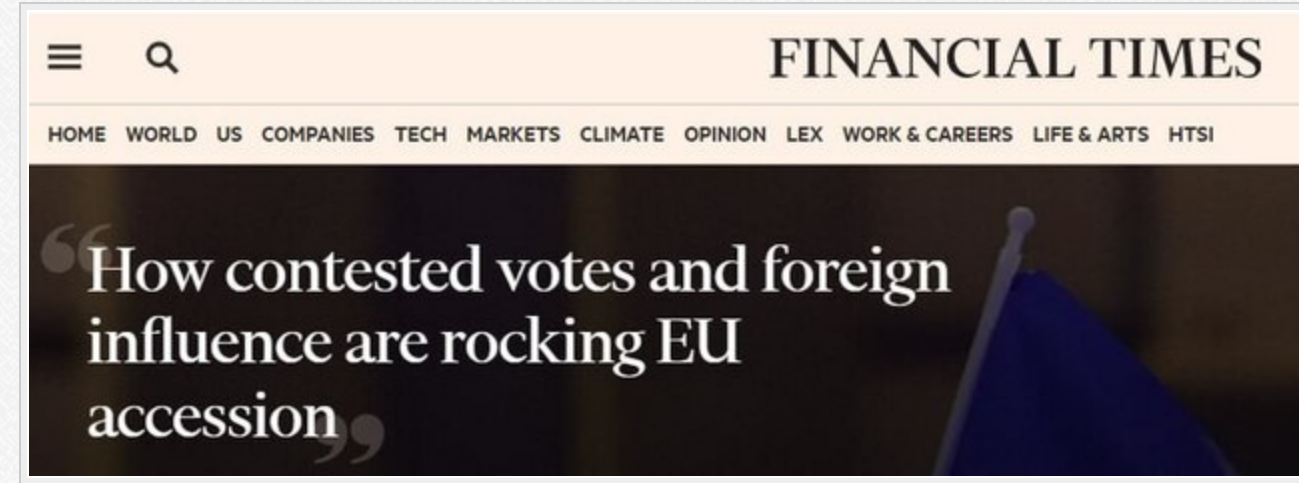 FINANCIAL TIMES
HOME WORLD US COMPANIES TECH MARKETS CLIMATE OPINION LEX WORK & CAREERS LIFE & ARTS HTSI
“How contested votes and foreign
influence are rocking EU
accession”